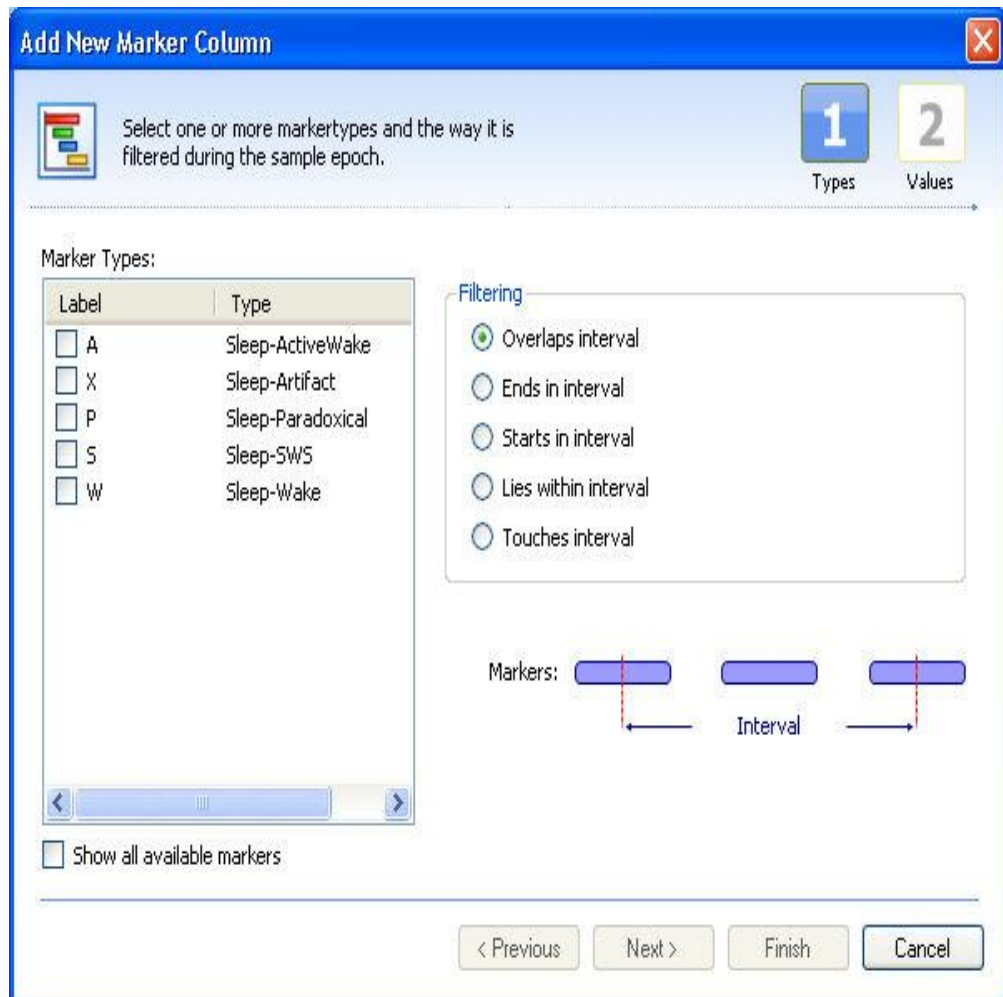 Add New Marker Column
Select one or more markertypes and the way it is
filtered during the sample epoch.
1
Types
2
Values
Marker Types:
Label Type
A Sleep-ActiveWake
X Sleep-Artifact
P Sleep-Paradoxical
S Sleep-SWS
W Sleep-Wake
Show all available markers
Filtering
Overlaps interval
Ends in interval
Starts in interval
Lies within interval
Touches interval
Markers:
Interval
< Previous
Next >
Finish
Cancel